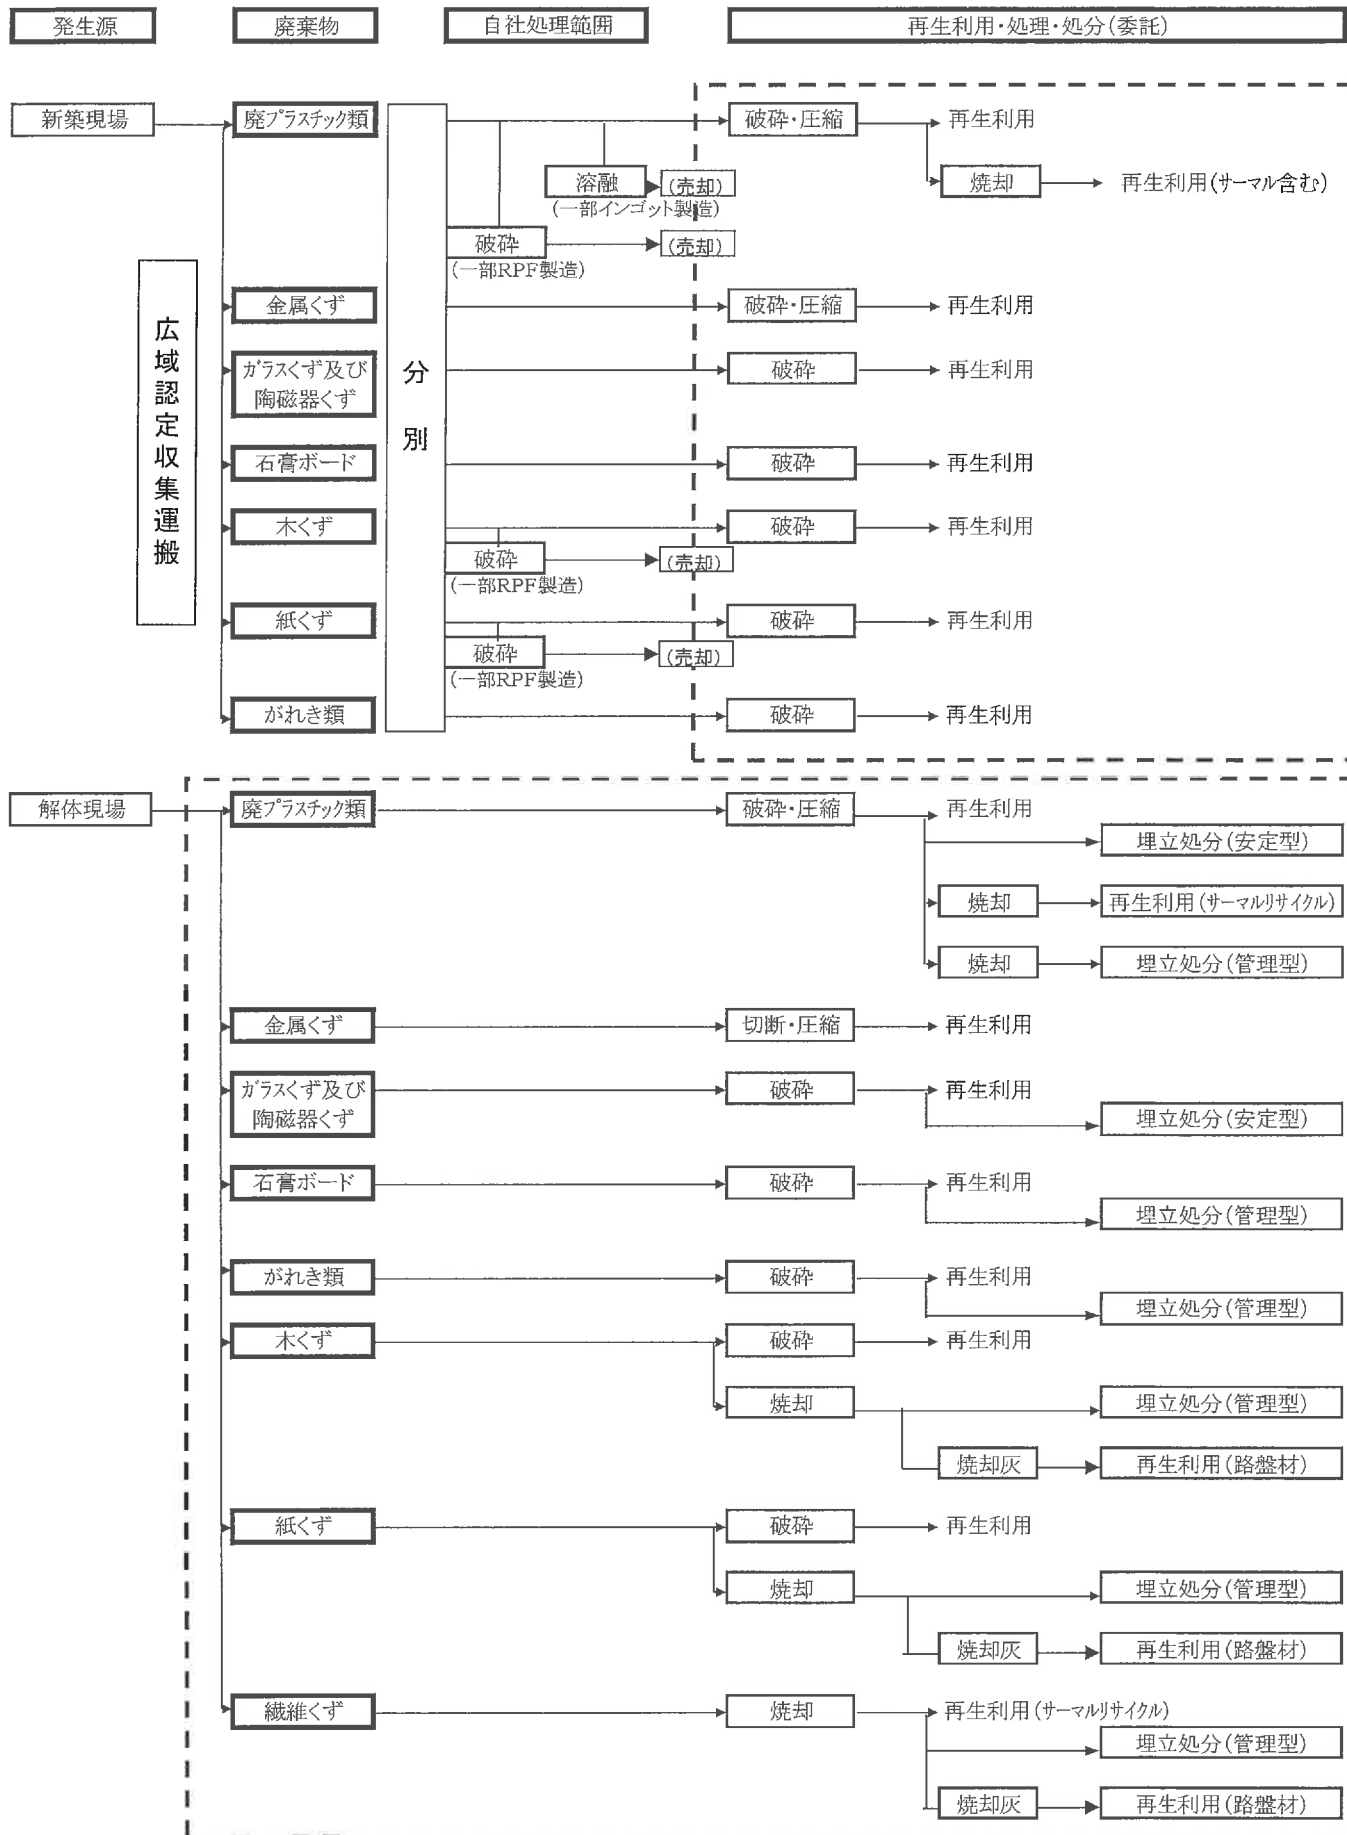 発生源 廃棄物 自社処理範囲 再生利用・処理・処分(委託)
新築現場 廃プラスチック類 破砕・圧縮 再生利用
溶融 (売却) 焼却 再生利用(サーマル含む)
(一部インゴット製造)
破砕 (売却)
(一部RPF製造)
広域認定収集運搬
分別
金属くず 破砕・圧縮 再生利用
ガラスくず及び 破砕 再生利用
陶磁器くず
石膏ボード 破砕 再生利用
木くず 破砕 再生利用
破砕 (売却)
(一部RPF製造)
紙くず 破砕 再生利用
破砕 (売却)
(一部RPF製造)
がれき類 破砕 再生利用
解体現場 廃プラスチック類 破砕・圧縮 再生利用
埋立処分(安定型)
焼却 再生利用(サーマルリサイクル)
焼却 埋立処分(管理型)
金属くず 切断・圧縮 再生利用
ガラスくず及び 破砕 再生利用
陶磁器くず 埋立処分(安定型)
石膏ボード 破砕 再生利用
埋立処分(管理型)
がれき類 破砕 再生利用
埋立処分(管理型)
木くず 破砕 再生利用
焼却 埋立処分(管理型)
焼却灰 再生利用(路盤材)
紙くず 破砕 再生利用
焼却 埋立処分(管理型)
焼却灰 再生利用(路盤材)
繊維くず 焼却 再生利用(サーマルリサイクル)
埋立処分(管理型)
焼却灰 再生利用(路盤材)